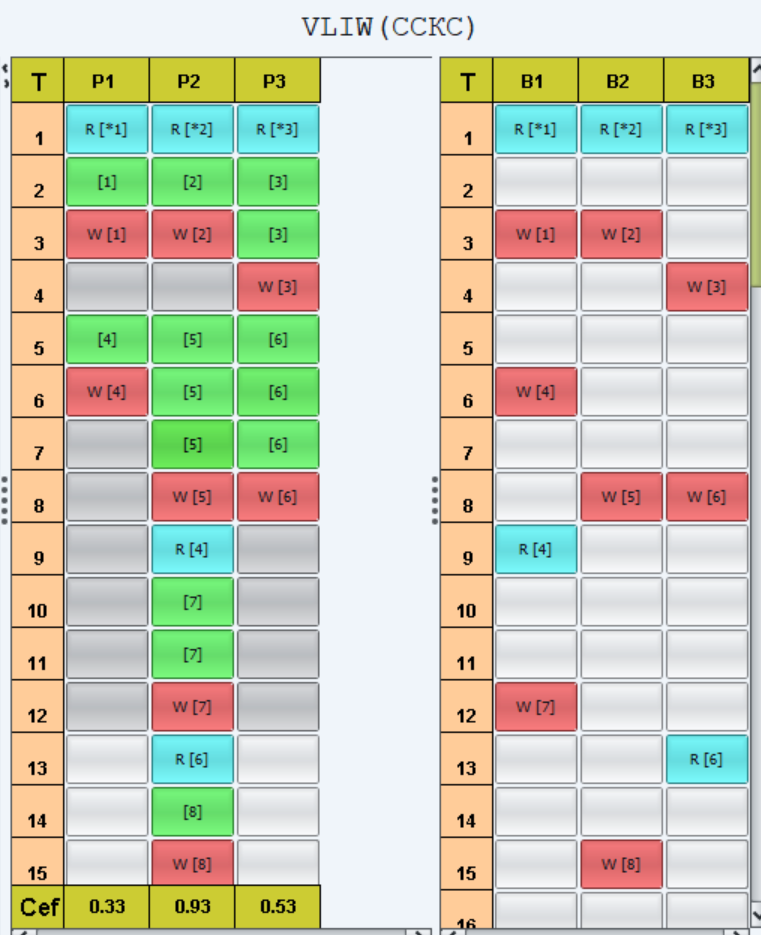 VLIW(ССКС)
T P1 P2 P3 T B1 B2 B3
1 R [*1] R [*2] R [*3] 1 R [*1] R [*2] R [*3]
2 [1] [2] [3] 2
3 W [1] W [2] [3] 3 W [1] W [2]
4 W [3] 4 W [3]
5 [4] [5] [6] 5
6 W [4] [5] [6] 6 W [4]
7 [5] [6] 7
8 W [5] W [6] 8 W [5] W [6]
9 R [4] 9 R [4]
10 [7] 10
11 [7] 11
12 W [7] 12 W [7]
13 R [6] 13 R [6]
14 [8] 14
15 W [8] 15 W [8]
Cef 0.33 0.93 0.53 16